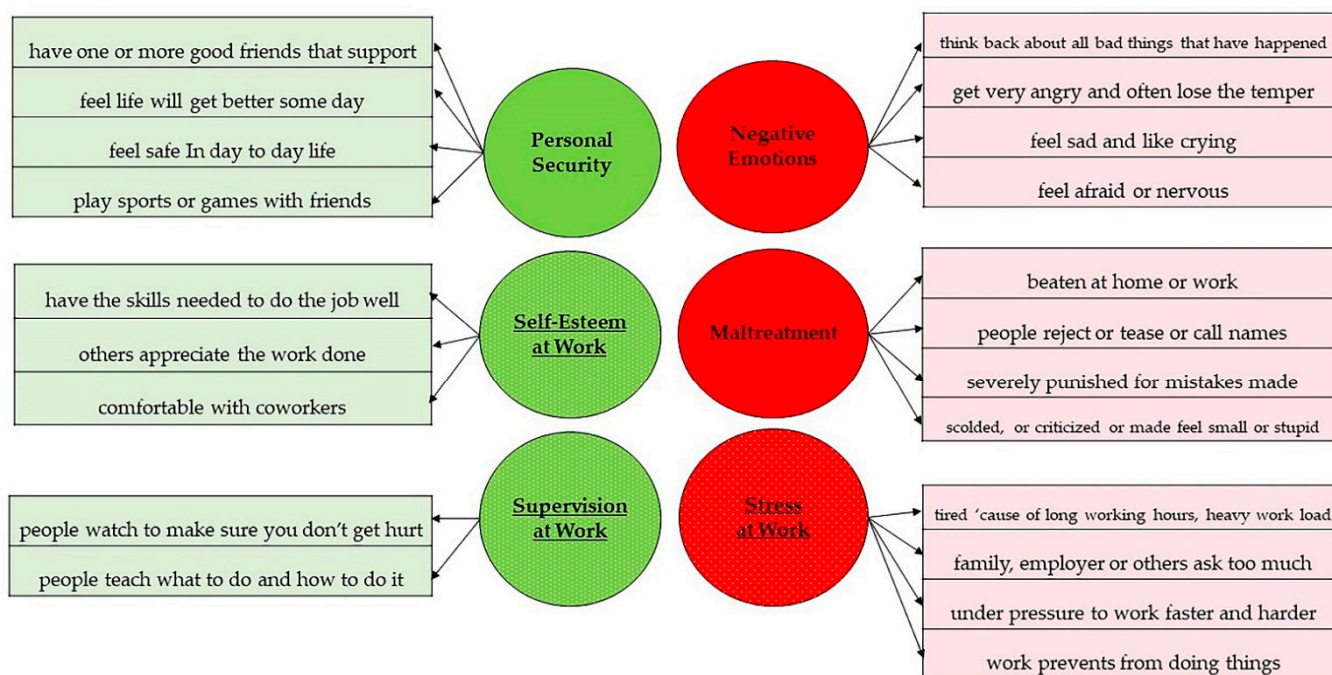 have one or more good friends that support
feel life will get better some day
feel safe In day to day life
play sports or games with friends
Personal
Security
Negative
Emotions
think back about all bad things that have happened
get very angry and often lose the temper
feel sad and like crying
feel afraid or nervous
have the skills needed to do the job well
others appreciate the work done
comfortable with coworkers
Self-Esteem
at Work
Maltreatment
beaten at home or work
people reject or tease or call names
severely punished for mistakes made
scolded, or criticized or made feel small or stupid
people watch to make sure you don’t get hurt
people teach what to do and how to do it
Supervision
at Work
Stress
at Work
tired ‘cause of long working hours, heavy work load
family, employer or others ask too much
under pressure to work faster and harder
work prevents from doing things